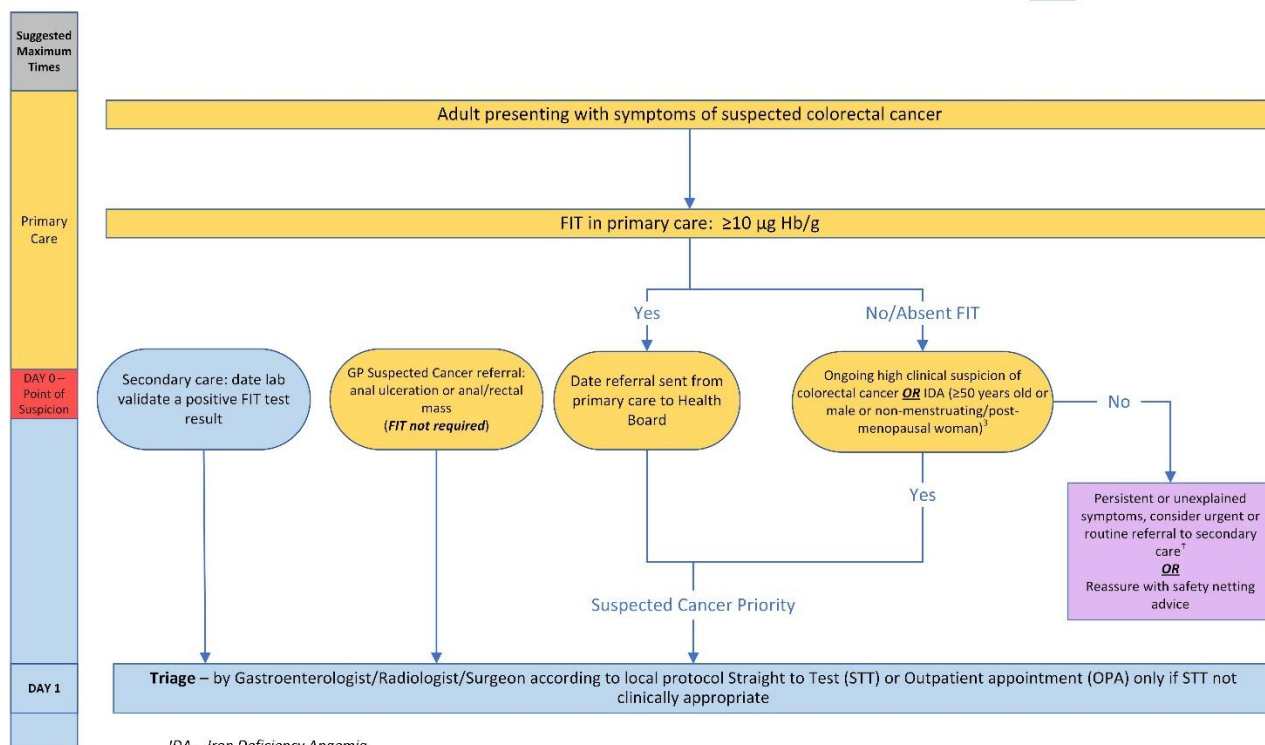 Suggested
Maximum
Times
Adult presenting with symptoms of suspected colorectal cancer
Primary
Care
FIT in primary care: ≥10 µg Hb/g
Yes
No/Absent FIT
DAY 0 –
Point of
Suspicion
Secondary care: date lab
validate a positive FIT test
result
GP Suspected Cancer referral:
anal ulceration or anal/rectal
mass
(FIT not required)
Date referral sent from
primary care to Health
Board
Ongoing high clinical suspicion of
colorectal cancer OR IDA (≥50 years old or
male or non-menstruating/post-
menopausal woman)³
No
Yes
Persistent or unexplained
symptoms, consider urgent or
routine referral to secondary
care†
OR
Reassure with safety netting
advice
Suspected Cancer Priority
DAY 1
Triage – by Gastroenterologist/Radiologist/Surgeon according to local protocol Straight to Test (STT) or Outpatient appointment (OPA) only if STT not
clinically appropriate
IDA – Iron Deficiency Anaemia